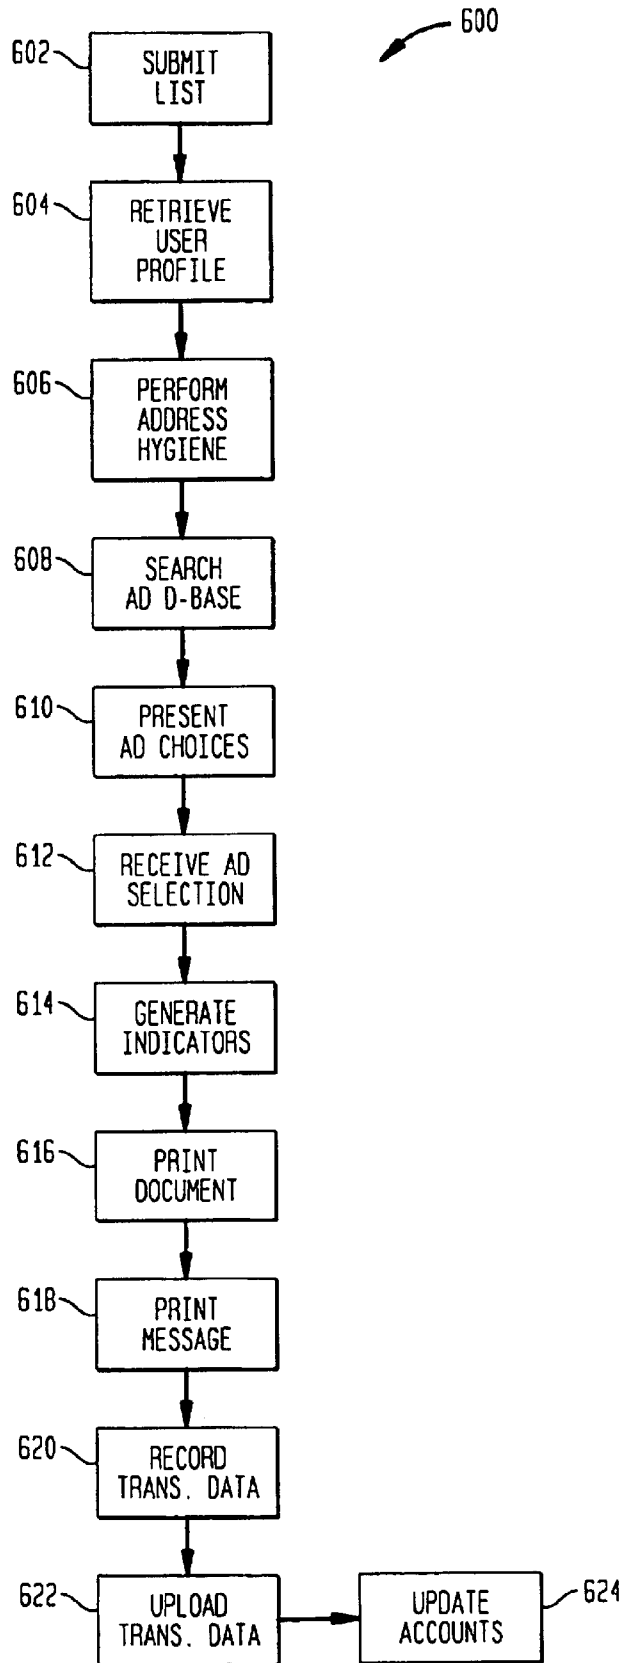 600
602
SUBMIT
LIST
604
RETRIEVE
USER
PROFILE
606
PERFORM
ADDRESS
HYGIENE
608
SEARCH
AD D-BASE
610
PRESENT
AD CHOICES
612
RECEIVE AD
SELECTION
614
GENERATE
INDICATORS
616
PRINT
DOCUMENT
618
PRINT
MESSAGE
620
RECORD
TRANS. DATA
622
UPLOAD
TRANS. DATA
UPDATE
ACCOUNTS
624